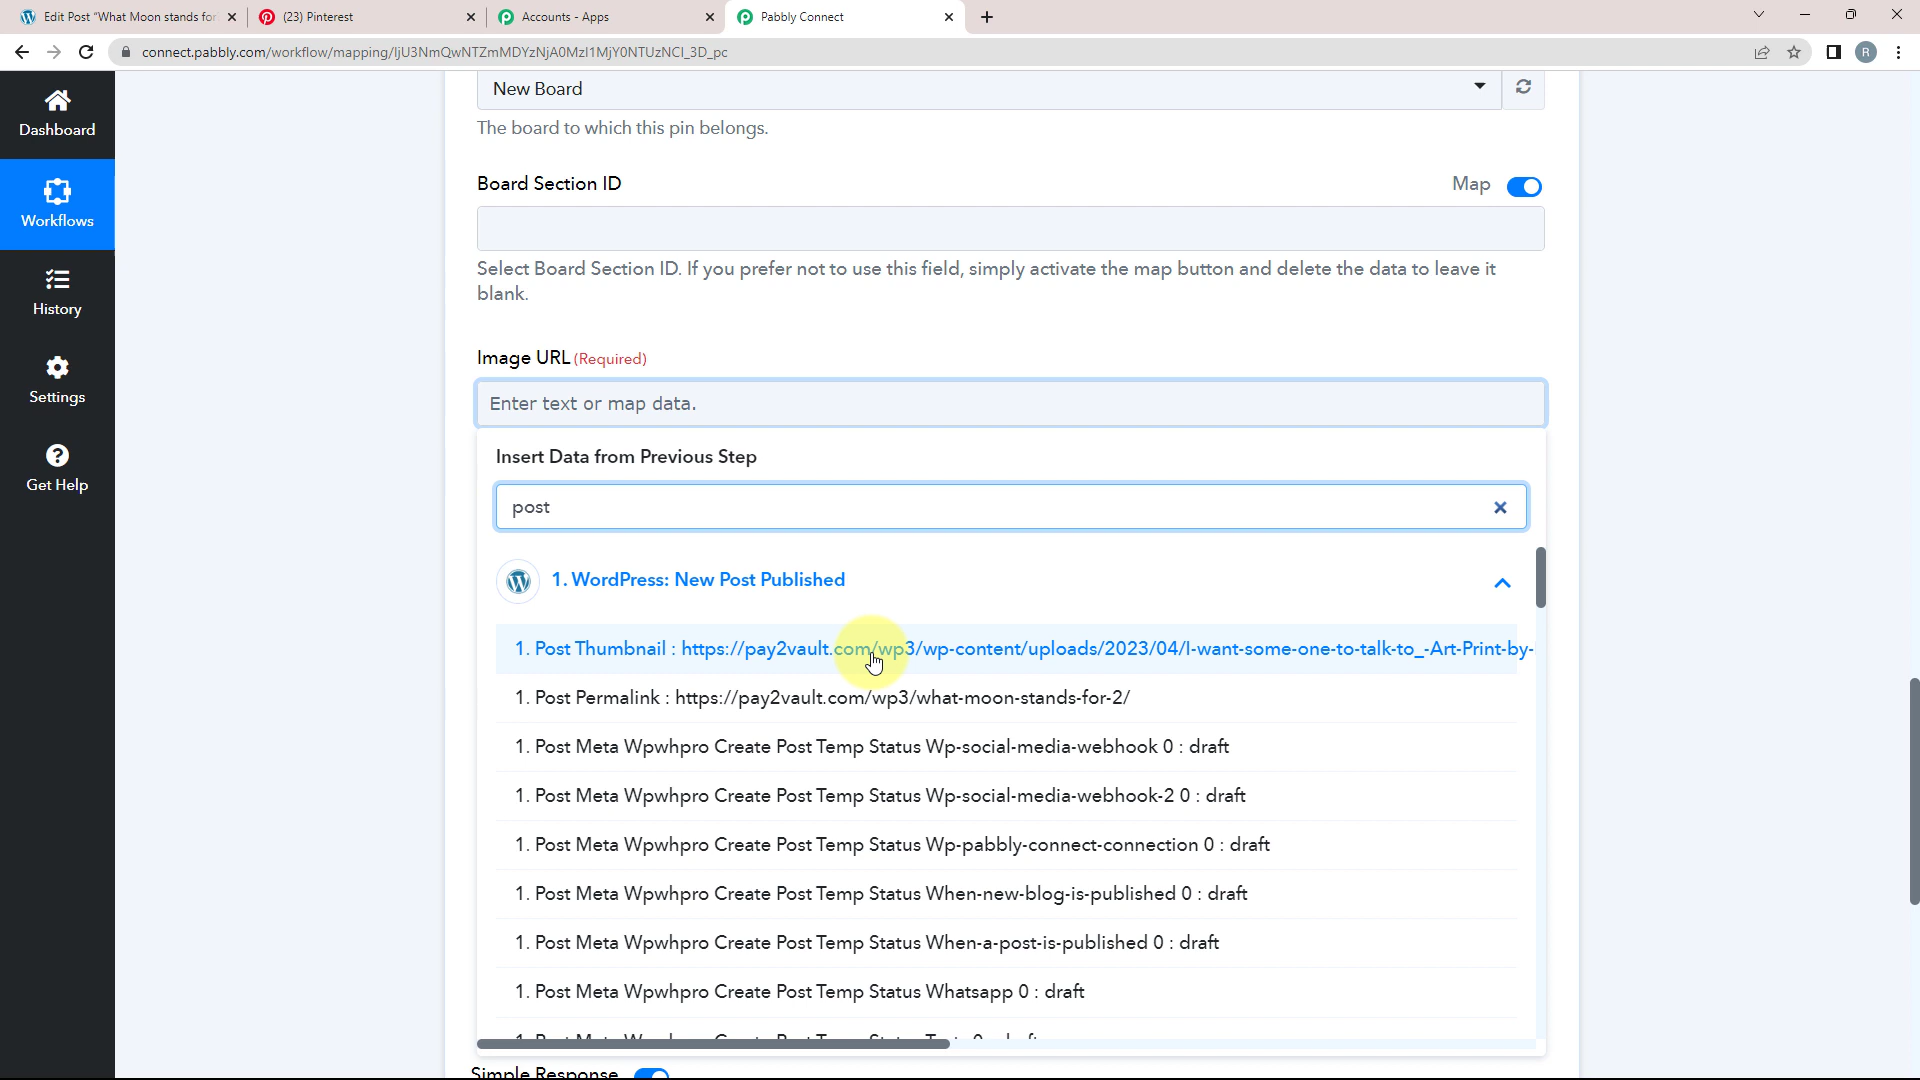 Edit Post "What Moon stands for
(23) Pinterest
Accounts - Apps
Pabbly Connect
connect.pabbly.com/workflow/mapping/IjU3NmQwNTZmMDYzNjA0MzI1MjY0NTUzNCI_3D_pc
R
Dashboard
Workflows
History
Settings
Get Help
New Board
The board to which this pin belongs.
Board Section ID
Map
Select Board Section ID. If you prefer not to use this field, simply activate the map button and delete the data to leave it
blank.
Image URL (Required)
Enter text or map data.
Insert Data from Previous Step
post
1. WordPress: New Post Published
1. Post Thumbnail : https://pay2vault.com/wp3/wp-content/uploads/2023/04/I-want-some-one-to-talk-to_-Art-Print-by-
1. Post Permalink : https://pay2vault.com/wp3/what-moon-stands-for-2/
1. Post Meta Wpwhpro Create Post Temp Status Wp-social-media-webhook 0 : draft
1. Post Meta Wpwhpro Create Post Temp Status Wp-social-media-webhook-2 0 : draft
1. Post Meta Wpwhpro Create Post Temp Status Wp-pabbly-connect-connection 0 : draft
1. Post Meta Wpwhpro Create Post Temp Status When-new-blog-is-published 0 : draft
1. Post Meta Wpwhpro Create Post Temp Status When-a-post-is-published 0 : draft
1. Post Meta Wpwhpro Create Post Temp Status Whatsapp 0 : draft
Simple Response